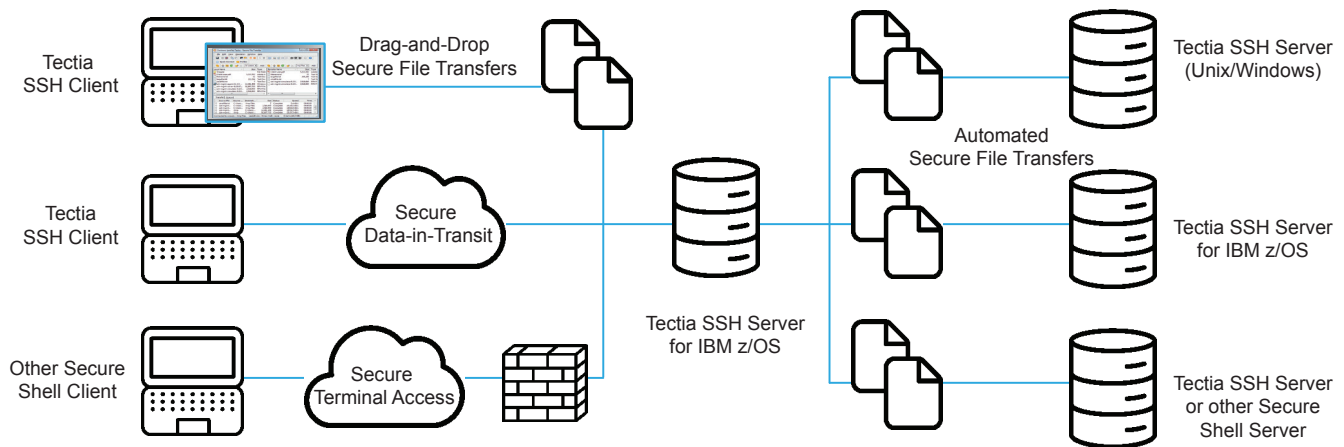 Tectia
SSH Client
Drag-and-Drop
Secure File Transfers
Tectia SSH Server
(Unix/Windows)
Automated
Secure File Transfers
Tectia
SSH Client
Secure
Data-in-Transit
Tectia SSH Server
for IBM z/OS
Tectia SSH Server
for IBM z/OS
Other Secure
Shell Client
Secure
Terminal Access
Tectia SSH Server
or other Secure
Shell Server